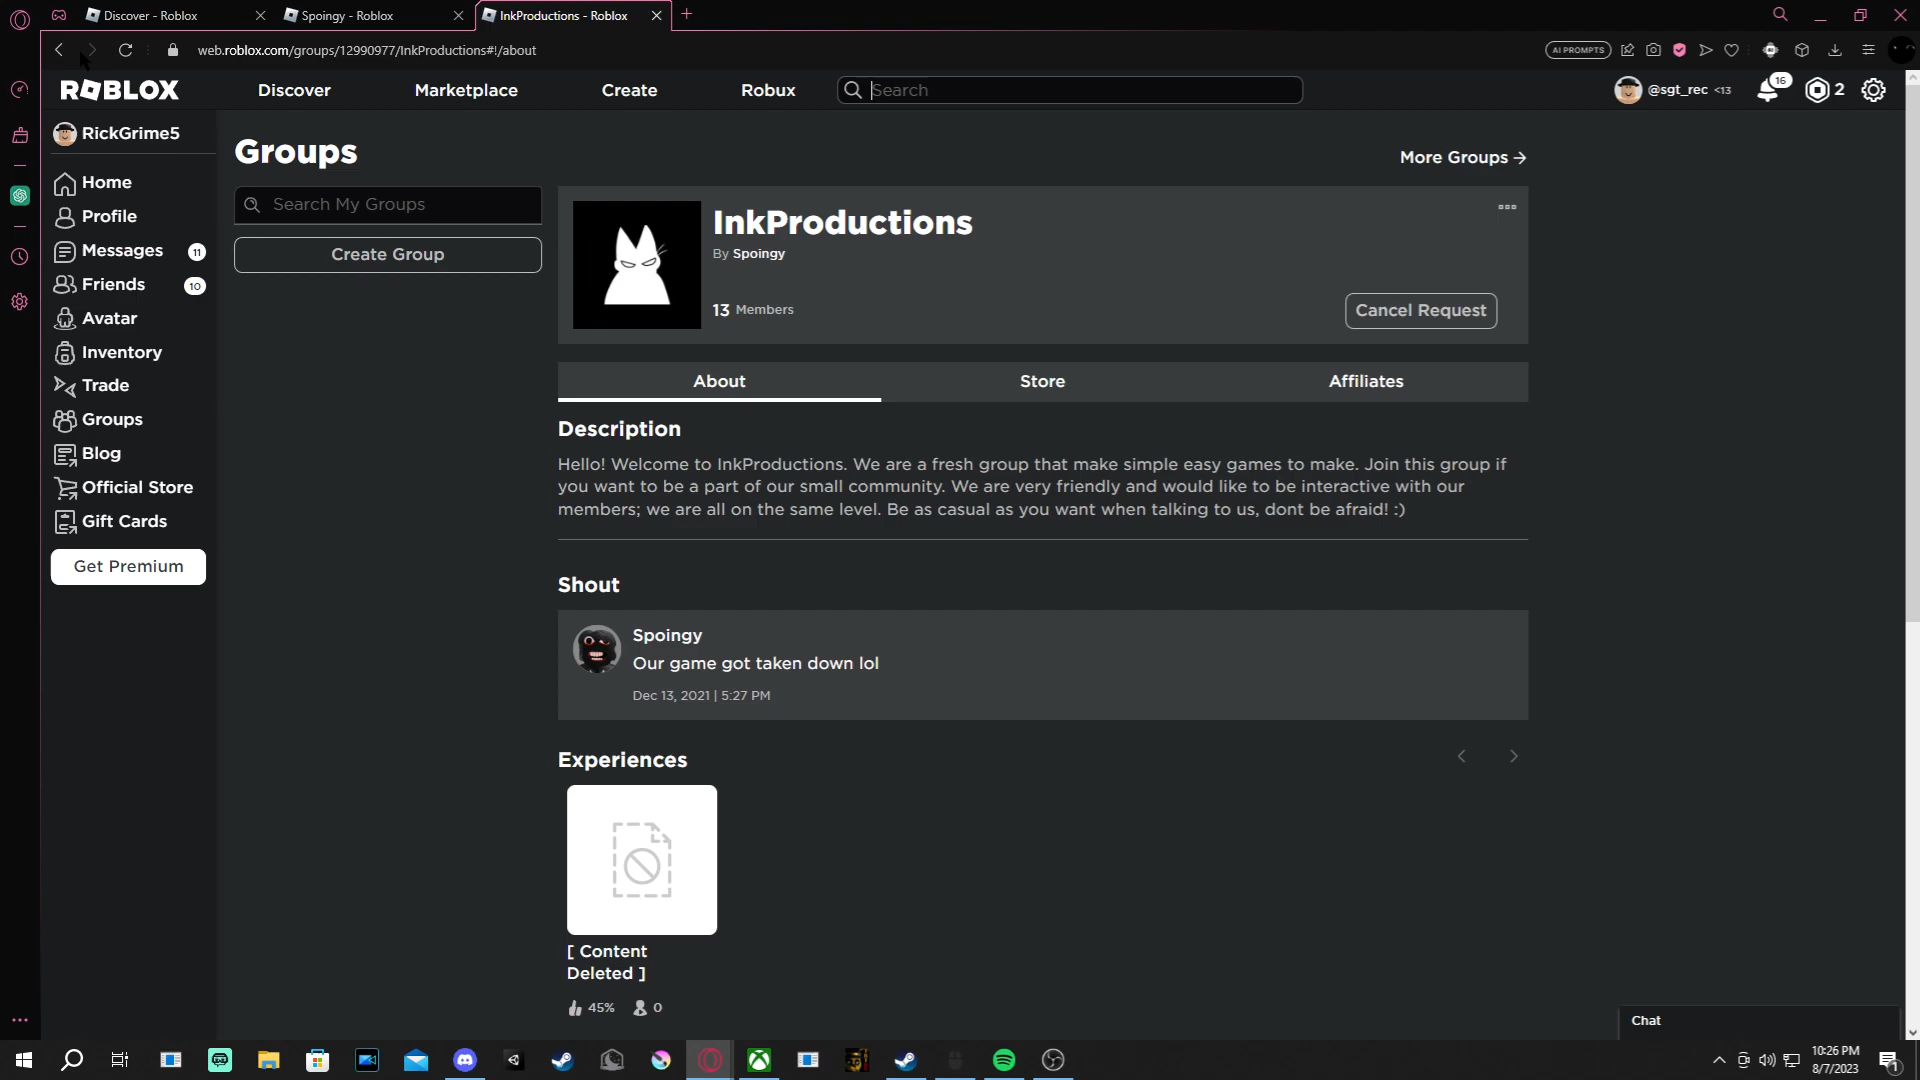 Discover - Roblox
Spoingy - Roblox
InkProductions - Roblox
web.roblox.com/groups/12990977/InkProductions#!/about
AI PROMPTS
ROBLOX
Discover
Marketplace
Create
Robux
Search
@sgt_rec <13
16
2
RickGrime5
Home
Profile
Messages 11
Friends 10
Avatar
Inventory
Trade
Groups
Blog
Official Store
Gift Cards
Get Premium
Groups
More Groups →
Search My Groups
Create Group
InkProductions
By Spoingy
13 Members
Cancel Request
About
Store
Affiliates
Description
Hello! Welcome to InkProductions. We are a fresh group that make simple easy games to make. Join this group if
you want to be a part of our small community. We are very friendly and would like to be interactive with our
members; we are all on the same level. Be as casual as you want when talking to us, dont be afraid! :)
Shout
Spoingy
Our game got taken down lol
Dec 13, 2021 | 5:27 PM
Experiences
[ Content
Deleted ]
45% 0
Chat
10:26 PM
8/7/2023
1